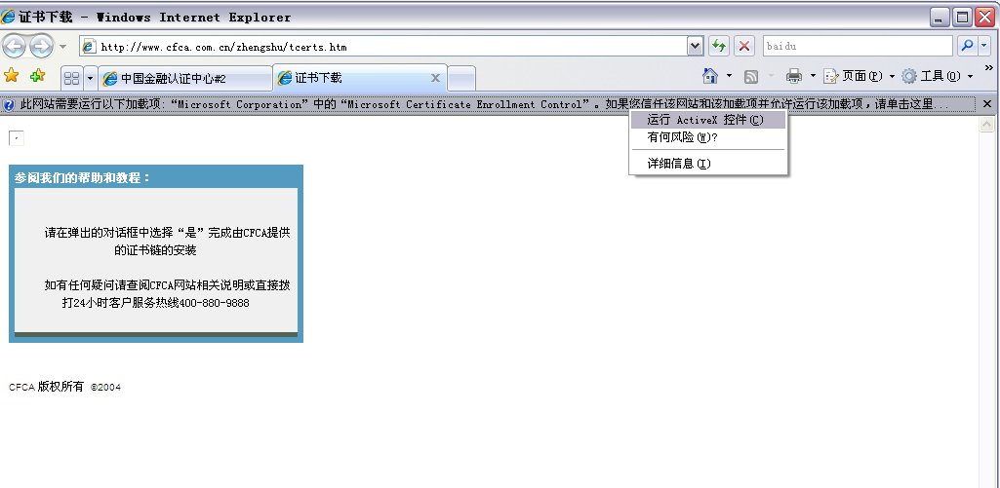 证书下载 - Windows Internet Explorer
http://www.cfca.com.cn/zhengshu/tcerts.htm
baidu
中国金融认证中心#2
证书下载
页面(P)
工具(O)
此网站需要运行以下加载项:“Microsoft Corporation”中的“Microsoft Certificate Enrollment Control”。如果您信任该网站和该加载项并允许运行该加载项，请单击这里...
运行 ActiveX 控件(C)
有何风险(W)?
详细信息(I)
参阅我们的帮助和教程：
请在弹出的对话框中选择“是”完成由CFCA提供
的证书链的安装
如有任何疑问请查阅CFCA网站相关说明或直接拨
打24小时客户服务热线400-880-9888
CFCA 版权所有 ©2004